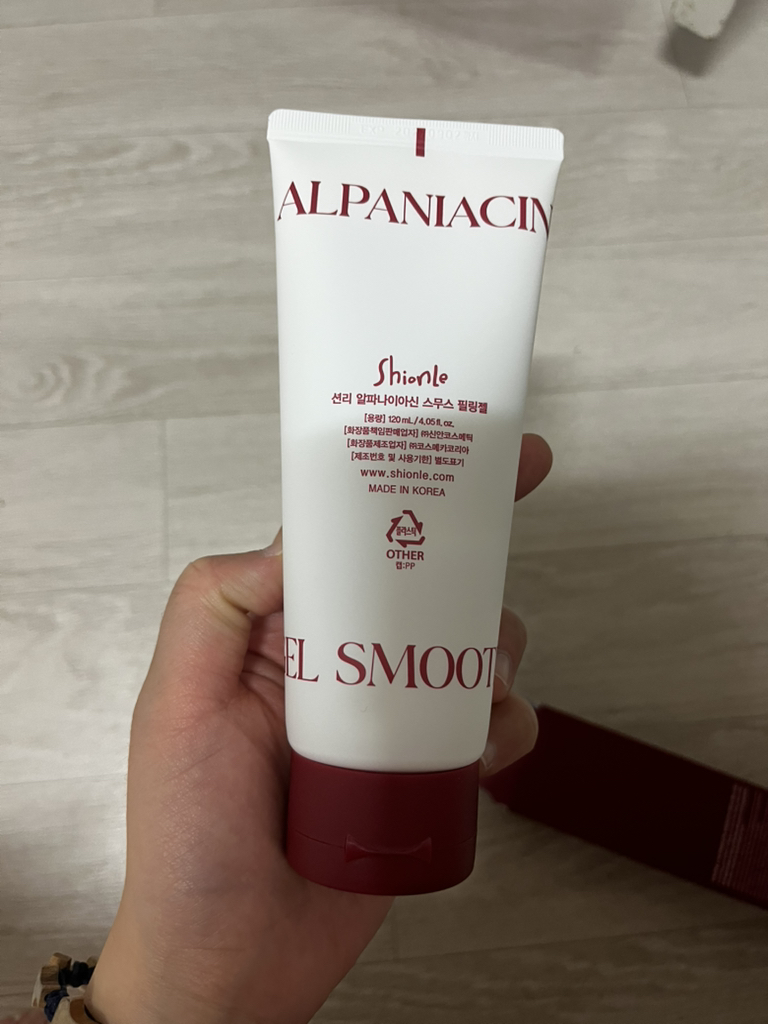 ALPANIACIN
Shionle
션리 알파나이아신 스무스 필링젤
[용량] 120 mL / 4.05 fl. oz.
[화장품책임판매업자] ㈜신안코스메틱
[화장품제조업자] ㈜코스메카코리아
[제조번호 및 사용기한] 별도표기
www.shionle.com
MADE IN KOREA
플라스틱
OTHER
캡:PP
EL SMOOT